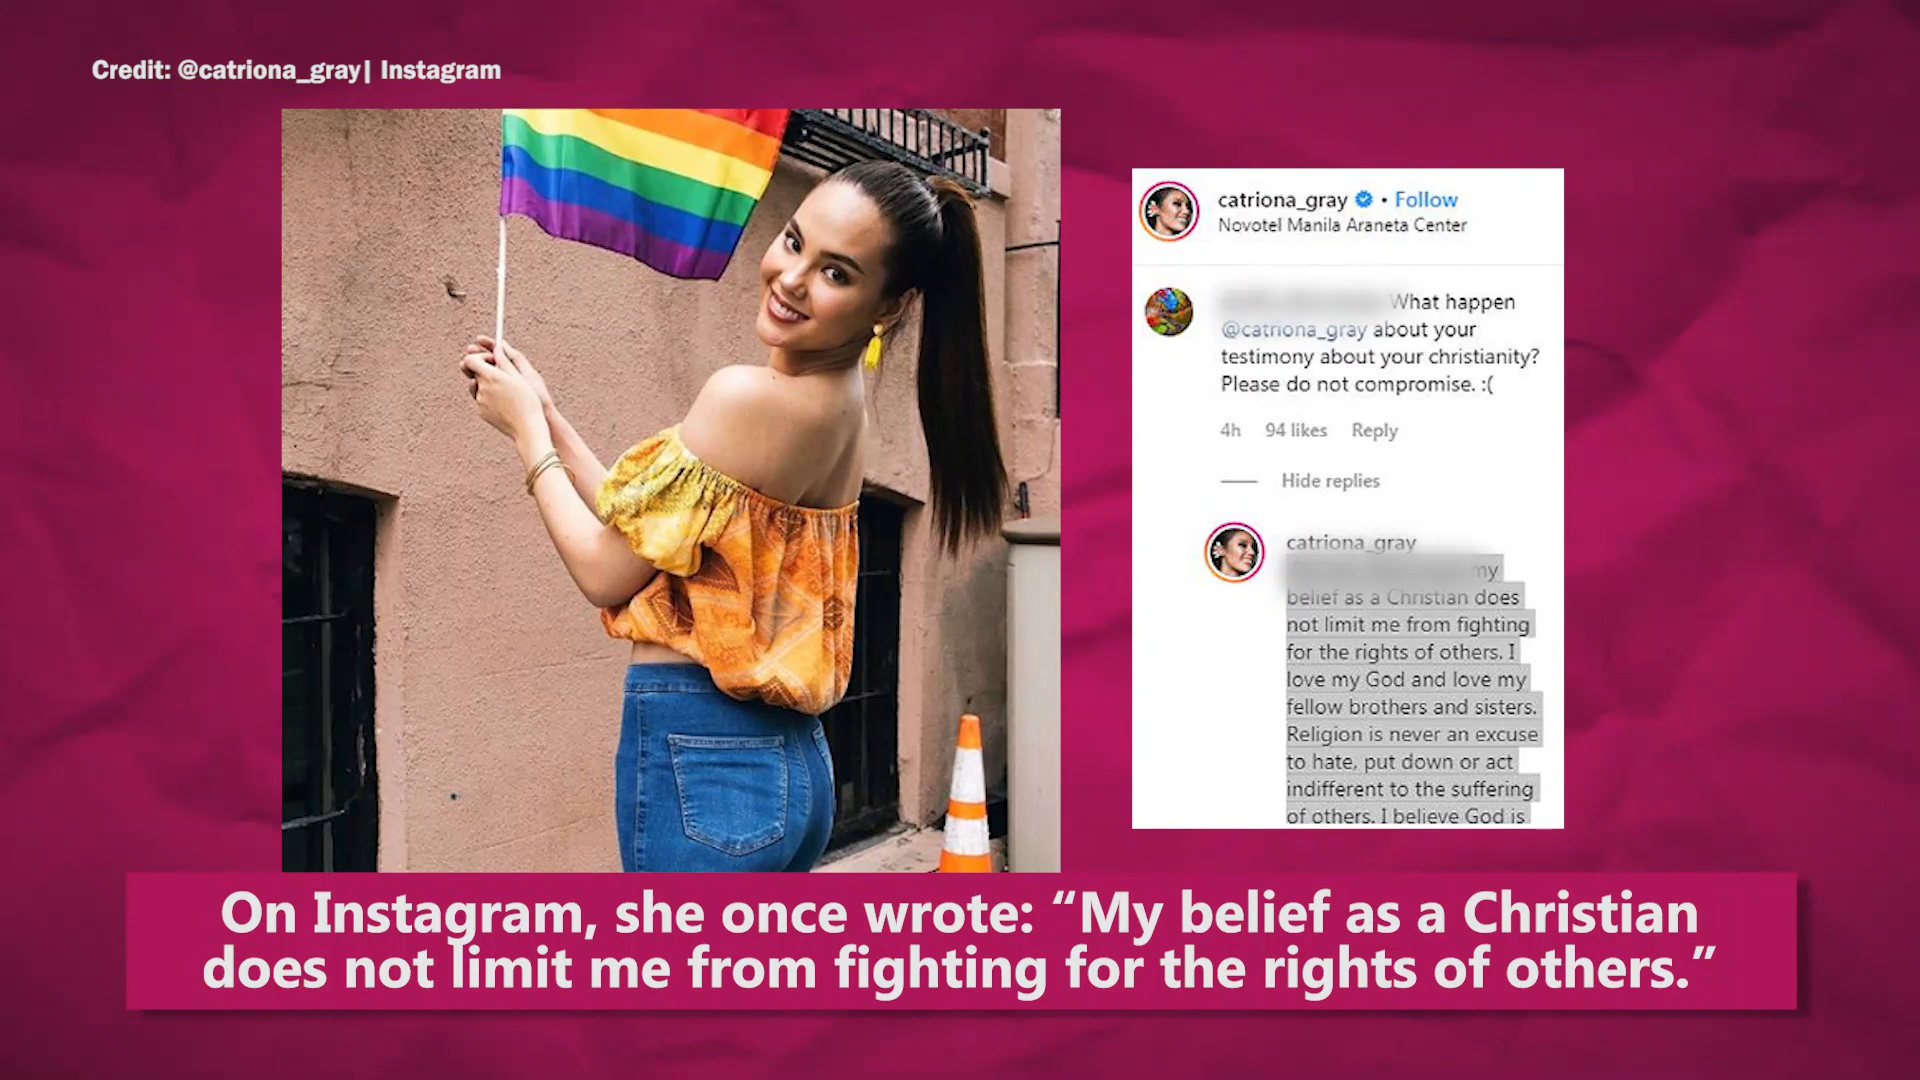 Credit: @catriona_gray| Instagram
catriona_gray • Follow
Novotel Manila Araneta Center
What happen
@catriona_gray about your
testimony about your christianity?
Please do not compromise. :(
4h 94 likes Reply
Hide replies
catriona_gray
my
belief as a Christian does
not limit me from fighting
for the rights of others. I
love my God and love my
fellow brothers and sisters.
Religion is never an excuse
to hate, put down or act
indifferent to the suffering
of others. I believe God is
On Instagram, she once wrote: “My belief as a Christian
does not limit me from fighting for the rights of others.”